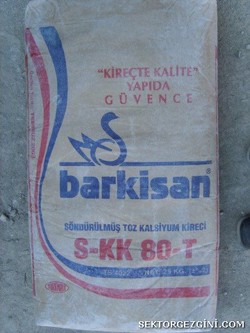 "KİREÇTE KALİTE"
YAPIDA
GÜVENCE
barkisan
SÖNDÜRÜLMÜŞ TOZ KALSİYUM KİRECİ
S-KK 80-T
SEKTORGEZGINI.COM